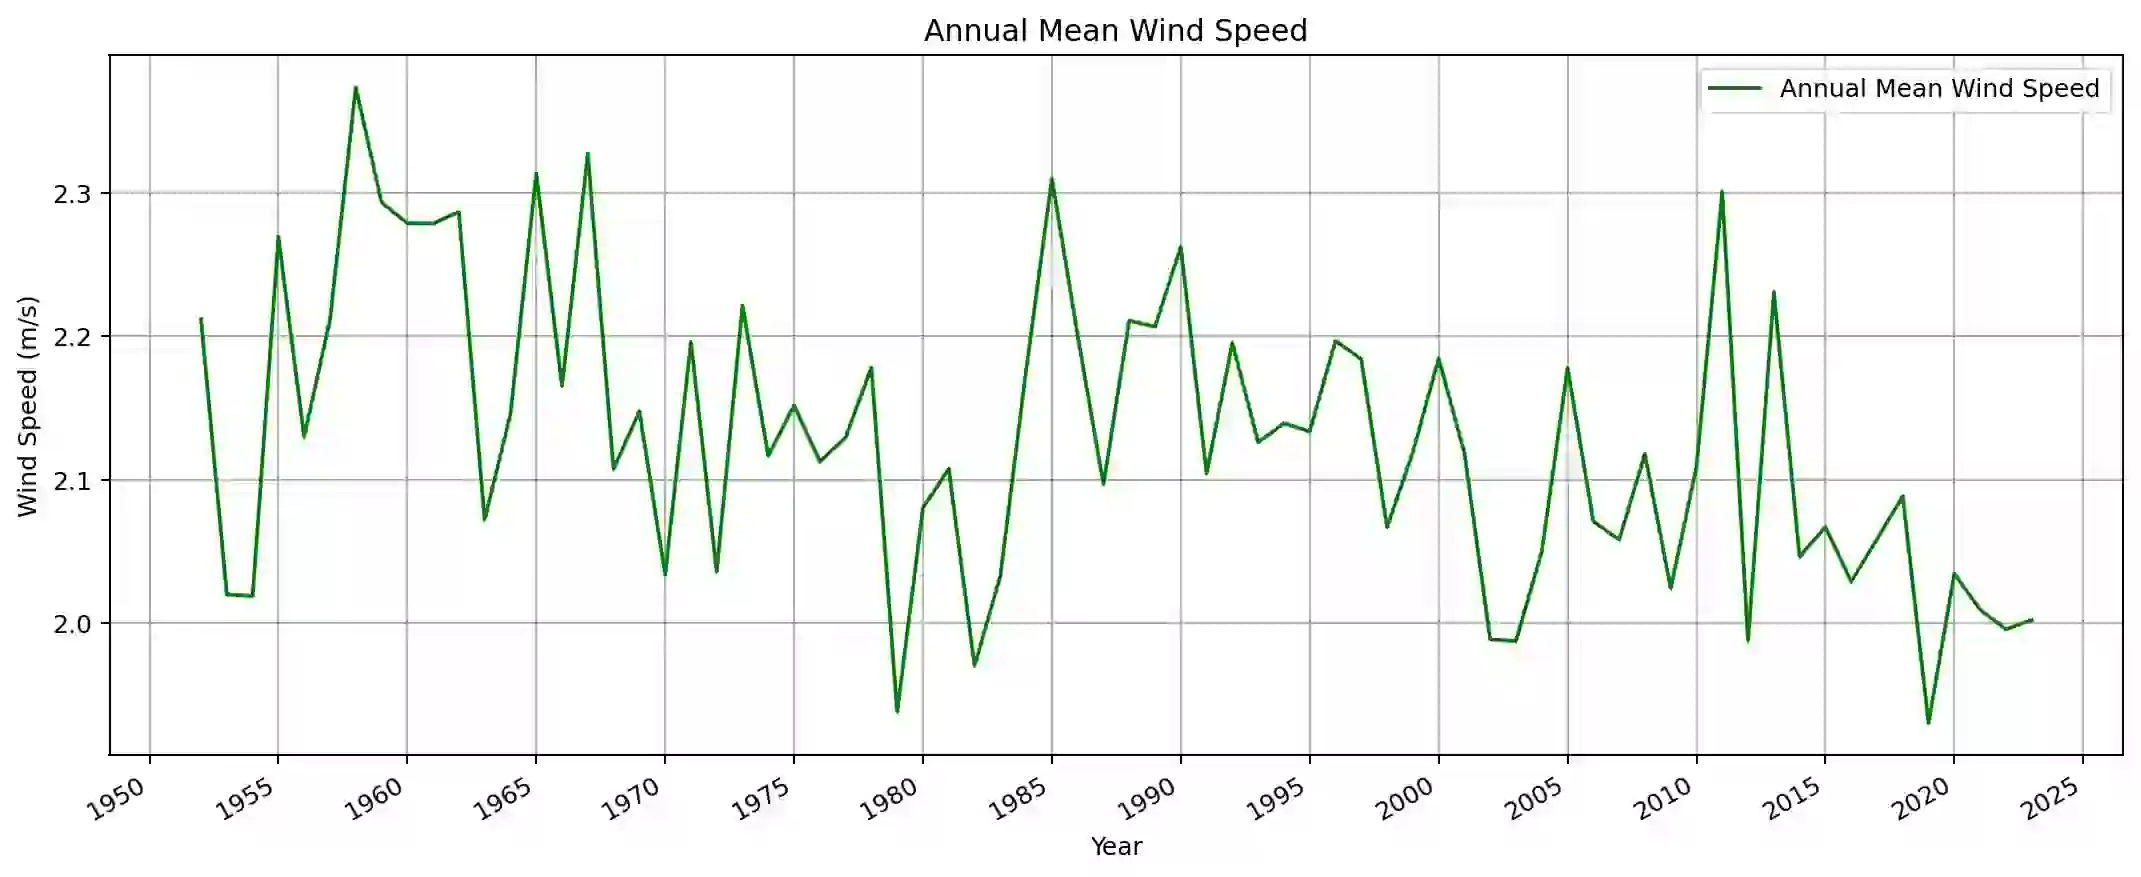 Annual Mean Wind Speed
Annual Mean Wind Speed
Wind Speed (m/s)
2.3
2.2
2.1
2.0
1950 1955 1960 1965 1970 1975 1980 1985 1990 1995 2000 2005 2010 2015 2020 2025
Year